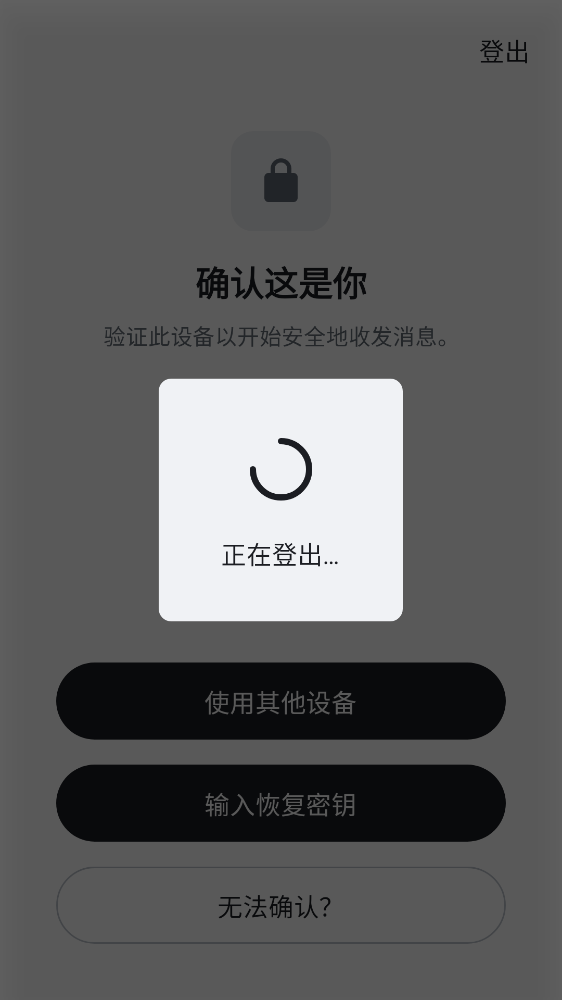 登出
确认这是你
验证此设备以开始安全地收发消息。
正在登出…
使用其他设备
输入恢复密钥
无法确认？